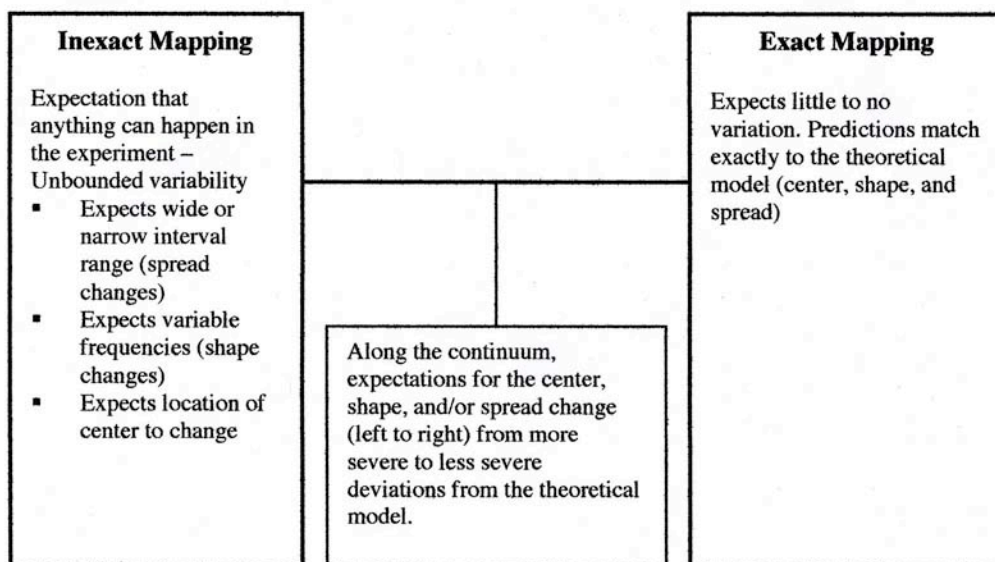 Inexact Mapping
Expectation that
anything can happen in
the experiment –
Unbounded variability
▪ Expects wide or
narrow interval
range (spread
changes)
▪ Expects variable
frequencies (shape
changes)
▪ Expects location of
center to change
Along the continuum,
expectations for the center,
shape, and/or spread change
(left to right) from more
severe to less severe
deviations from the theoretical
model.
Exact Mapping
Expects little to no
variation. Predictions match
exactly to the theoretical
model (center, shape, and
spread)